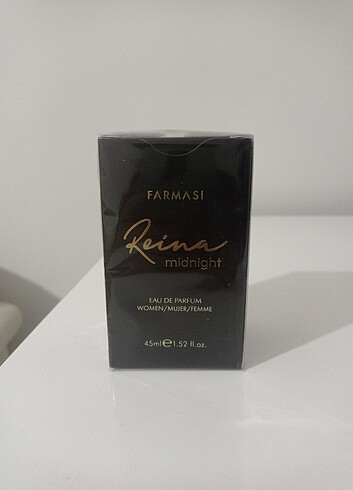 FARMASI
Reina
midnight
EAU DE PARFUM
WOMEN/MUJER/FEMME
45ml℮1.52 fl.oz.